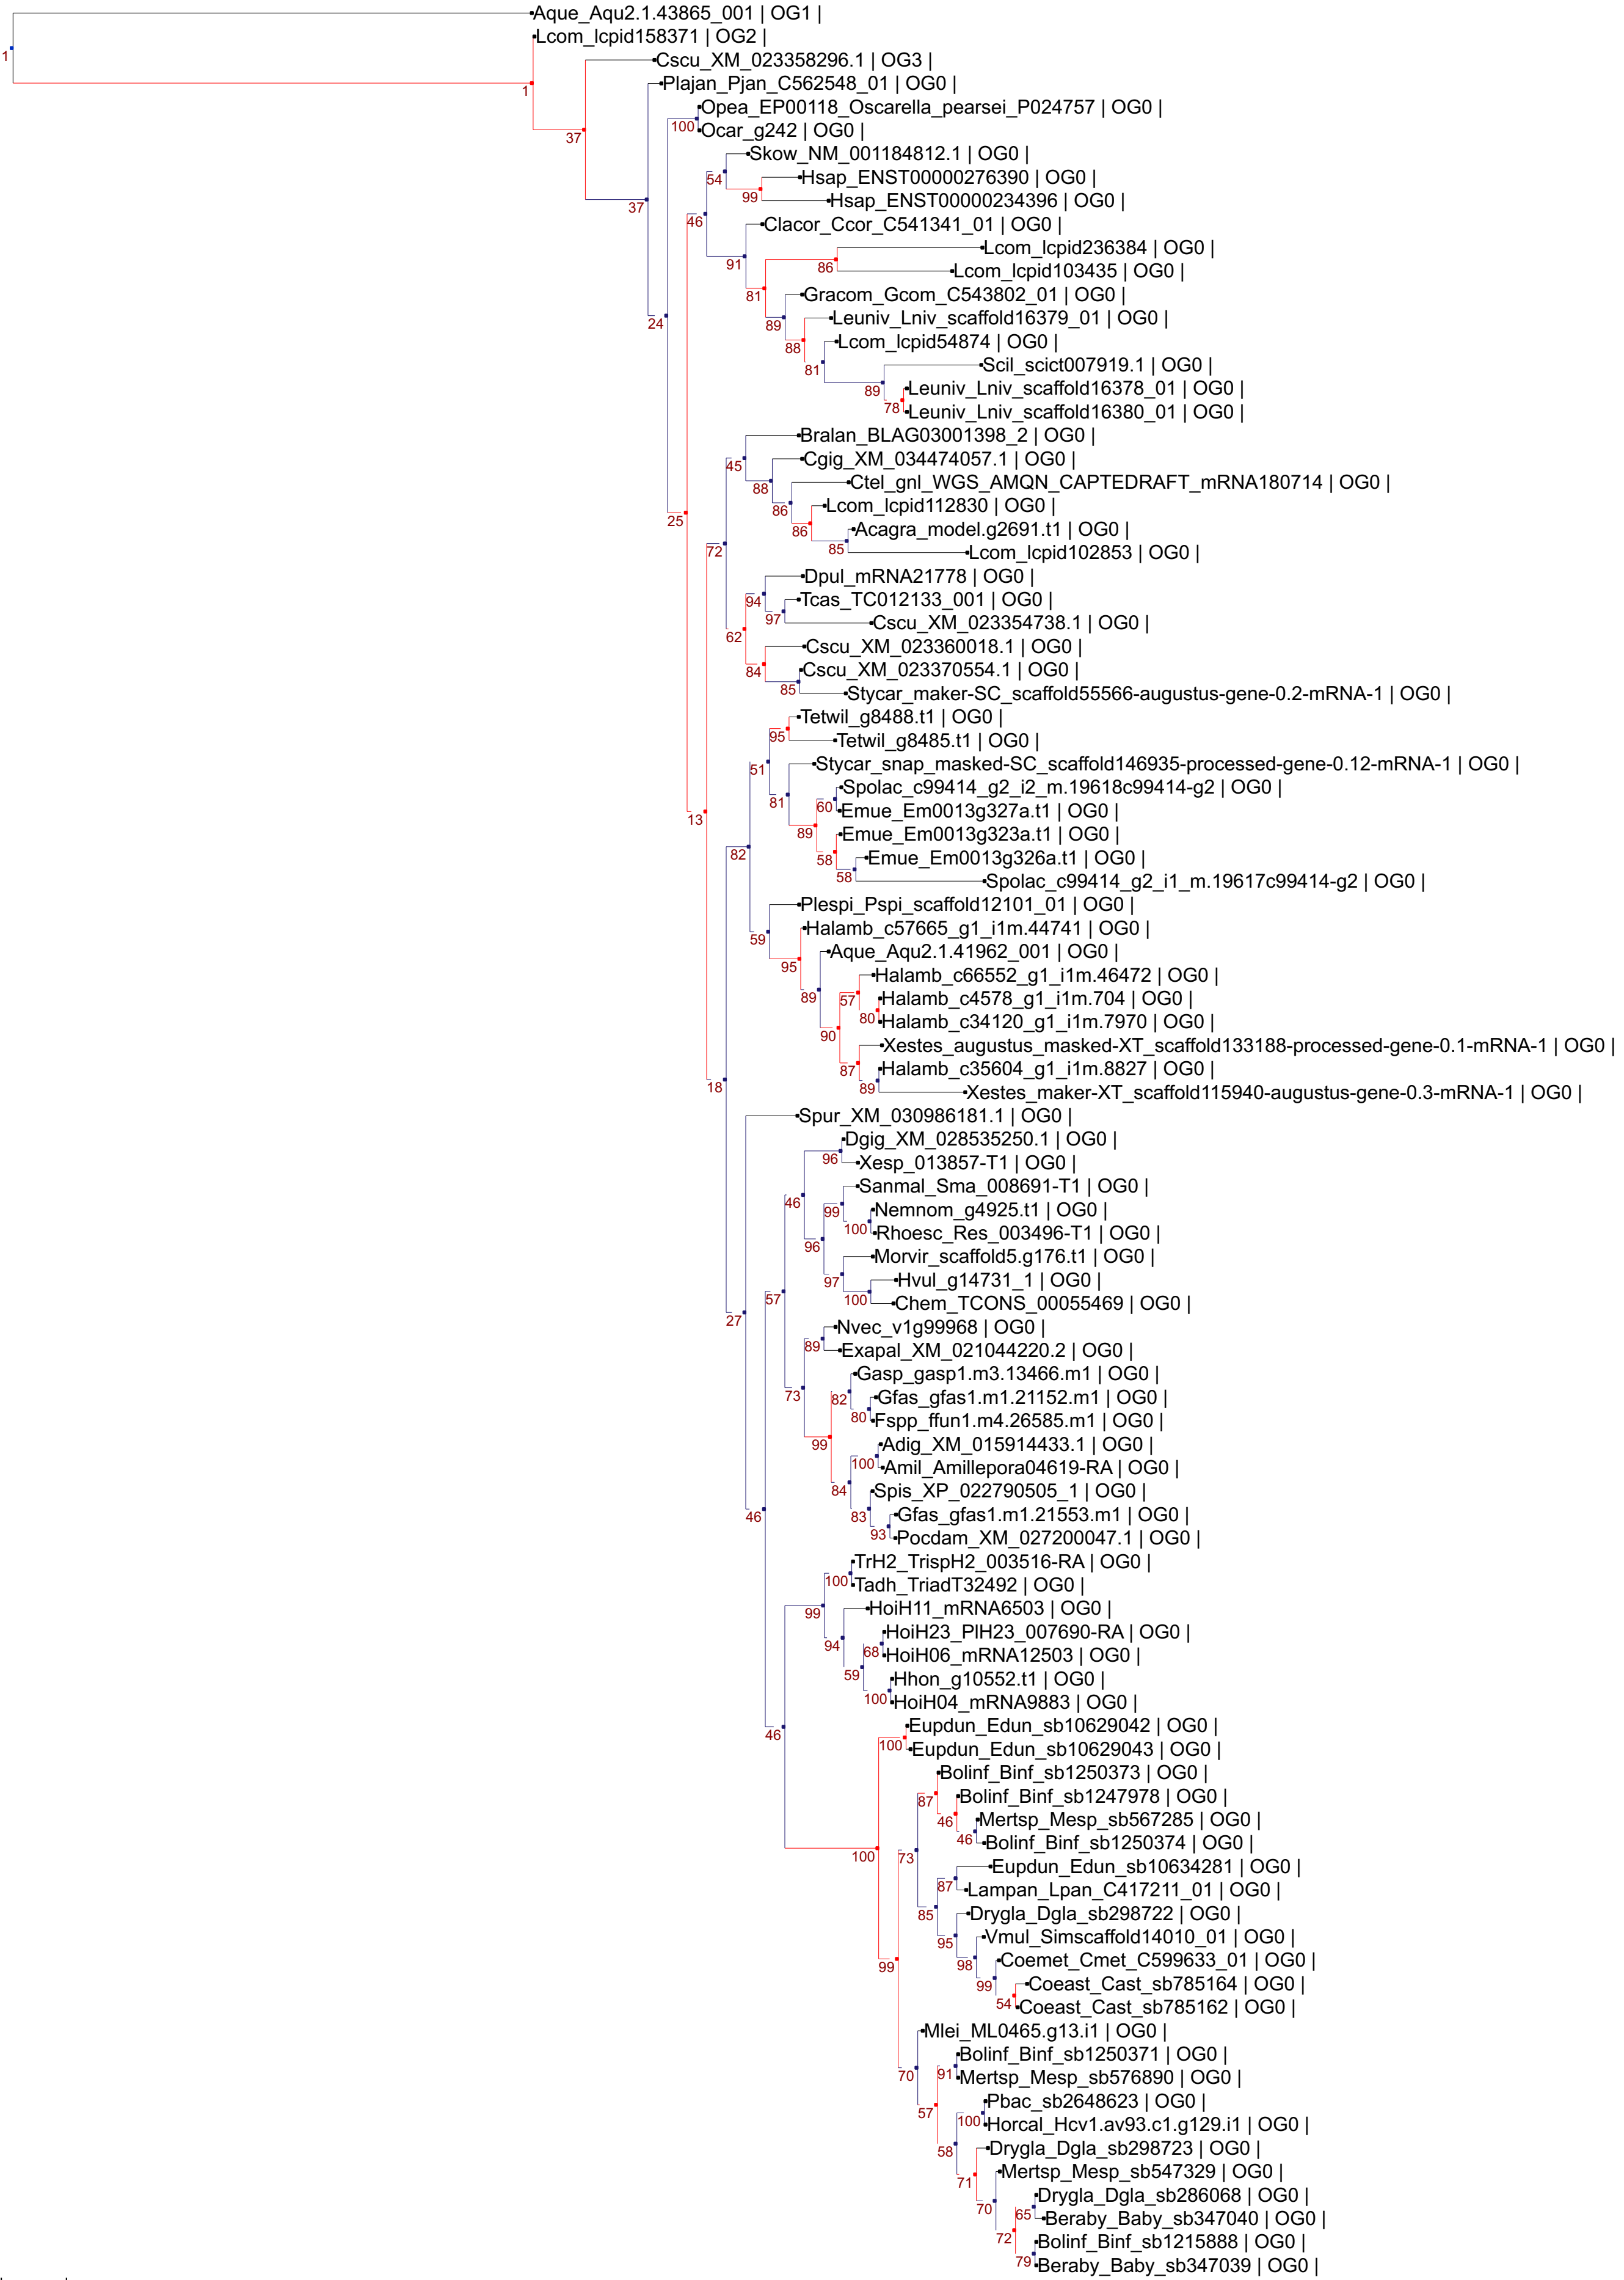 Aque_Aqu2.1.43865_001 | OG1 |
1
Lcom_lcpid158371 | OG2 |
Cscu_XM_023358296.1 | OG3 |
1
Plajan_Pjan_C562548_01 | OG0 |
Opea_EP00118_Oscarella_pearsei_P024757 | OG0 |
100
Ocar_g242 | OG0 |
37
Skow_NM_001184812.1 | OG0 |
54
Hsap_ENST00000276390 | OG0 |
99
Hsap_ENST00000234396 | OG0 |
37
46
Clacor_Ccor_C541341_01 | OG0 |
Lcom_lcpid236384 | OG0 |
91
86
Lcom_lcpid103435 | OG0 |
81
Gracom_Gcom_C543802_01 | OG0 |
24
89
Leuniv_Lniv_scaffold16379_01 | OG0 |
88
Lcom_lcpid54874 | OG0 |
81
Scil_scict007919.1 | OG0 |
89
Leuniv_Lniv_scaffold16378_01 | OG0 |
78
Leuniv_Lniv_scaffold16380_01 | OG0 |
Bralan_BLAG03001398_2 | OG0 |
45
Cgig_XM_034474057.1 | OG0 |
88
Ctel_gnl_WGS_AMQN_CAPTEDRAFT_mRNA180714 | OG0 |
86
Lcom_lcpid112830 | OG0 |
25
86
Acagra_model.g2691.t1 | OG0 |
72
85
Lcom_lcpid102853 | OG0 |
Dpul_mRNA21778 | OG0 |
94
Tcas_TC012133_001 | OG0 |
97
Cscu_XM_023354738.1 | OG0 |
62
Cscu_XM_023360018.1 | OG0 |
84
Cscu_XM_023370554.1 | OG0 |
85
Stycar_maker-SC_scaffold55566-augustus-gene-0.2-mRNA-1 | OG0 |
Tetwil_g8488.t1 | OG0 |
95
Tetwil_g8485.t1 | OG0 |
51
Stycar_snap_masked-SC_scaffold146935-processed-gene-0.12-mRNA-1 | OG0 |
81
Spolac_c99414_g2_i2_m.19618c99414-g2 | OG0 |
60
Emue_Em0013g327a.t1 | OG0 |
13
89
Emue_Em0013g323a.t1 | OG0 |
82
58
Emue_Em0013g326a.t1 | OG0 |
58
Spolac_c99414_g2_i1_m.19617c99414-g2 | OG0 |
Plespi_Pspi_scaffold12101_01 | OG0 |
Halamb_c57665_g1_i1m.44741 | OG0 |
59
Aque_Aqu2.1.41962_001 | OG0 |
95
Halamb_c66552_g1_i1m.46472 | OG0 |
89
57
Halamb_c4578_g1_i1m.704 | OG0 |
80
Halamb_c34120_g1_i1m.7970 | OG0 |
90
Xestes_augustus_masked-XT_scaffold133188-processed-gene-0.1-mRNA-1 | OG0 |
87
Halamb_c35604_g1_i1m.8827 | OG0 |
18
89
Xestes_maker-XT_scaffold115940-augustus-gene-0.3-mRNA-1 | OG0 |
Spur_XM_030986181.1 | OG0 |
Dgig_XM_028535250.1 | OG0 |
96
Xesp_013857-T1 | OG0 |
Sanmal_Sma_008691-T1 | OG0 |
46
99
Nemnom_g4925.t1 | OG0 |
100
Rhoesc_Res_003496-T1 | OG0 |
96
Morvir_scaffold5.g176.t1 | OG0 |
97
Hvul_g14731_1 | OG0 |
57
100
Chem_TCONS_00055469 | OG0 |
27
Nvec_v1g99968 | OG0 |
89
Exapal_XM_021044220.2 | OG0 |
Gasp_gasp1.m3.13466.m1 | OG0 |
73
82
Gfas_gfas1.m1.21152.m1 | OG0 |
80
Fspp_ffun1.m4.26585.m1 | OG0 |
99
Adig_XM_015914433.1 | OG0 |
100
Amil_Amillepora04619-RA | OG0 |
84
Spis_XP_022790505_1 | OG0 |
46
83
Gfas_gfas1.m1.21553.m1 | OG0 |
93
Pocdam_XM_027200047.1 | OG0 |
TrH2_TrispH2_003516-RA | OG0 |
100
Tadh_TriadT32492 | OG0 |
99
HoiH11_mRNA6503 | OG0 |
94
HoiH23_PlH23_007690-RA | OG0 |
68
HoiH06_mRNA12503 | OG0 |
59
Hhon_g10552.t1 | OG0 |
100
HoiH04_mRNA9883 | OG0 |
46
Eupdun_Edun_sb10629042 | OG0 |
100
Eupdun_Edun_sb10629043 | OG0 |
Bolinf_Binf_sb1250373 | OG0 |
87
Bolinf_Binf_sb1247978 | OG0 |
46
Mertsp_Mesp_sb567285 | OG0 |
46
Bolinf_Binf_sb1250374 | OG0 |
100
73
Eupdun_Edun_sb10634281 | OG0 |
87
Lampan_Lpan_C417211_01 | OG0 |
85
Drygla_Dgla_sb298722 | OG0 |
95
Vmul_Simscaffold14010_01 | OG0 |
98
Coemet_Cmet_C599633_01 | OG0 |
99
99
Coeast_Cast_sb785164 | OG0 |
54
Coeast_Cast_sb785162 | OG0 |
Mlei_ML0465.g13.i1 | OG0 |
Bolinf_Binf_sb1250371 | OG0 |
70
91
Mertsp_Mesp_sb576890 | OG0 |
57
Pbac_sb2648623 | OG0 |
100
Horcal_Hcv1.av93.c1.g129.i1 | OG0 |
58
Drygla_Dgla_sb298723 | OG0 |
71
Mertsp_Mesp_sb547329 | OG0 |
70
Drygla_Dgla_sb286068 | OG0 |
65
Beraby_Baby_sb347040 | OG0 |
72
Bolinf_Binf_sb1215888 | OG0 |
79
Beraby_Baby_sb347039 | OG0 |